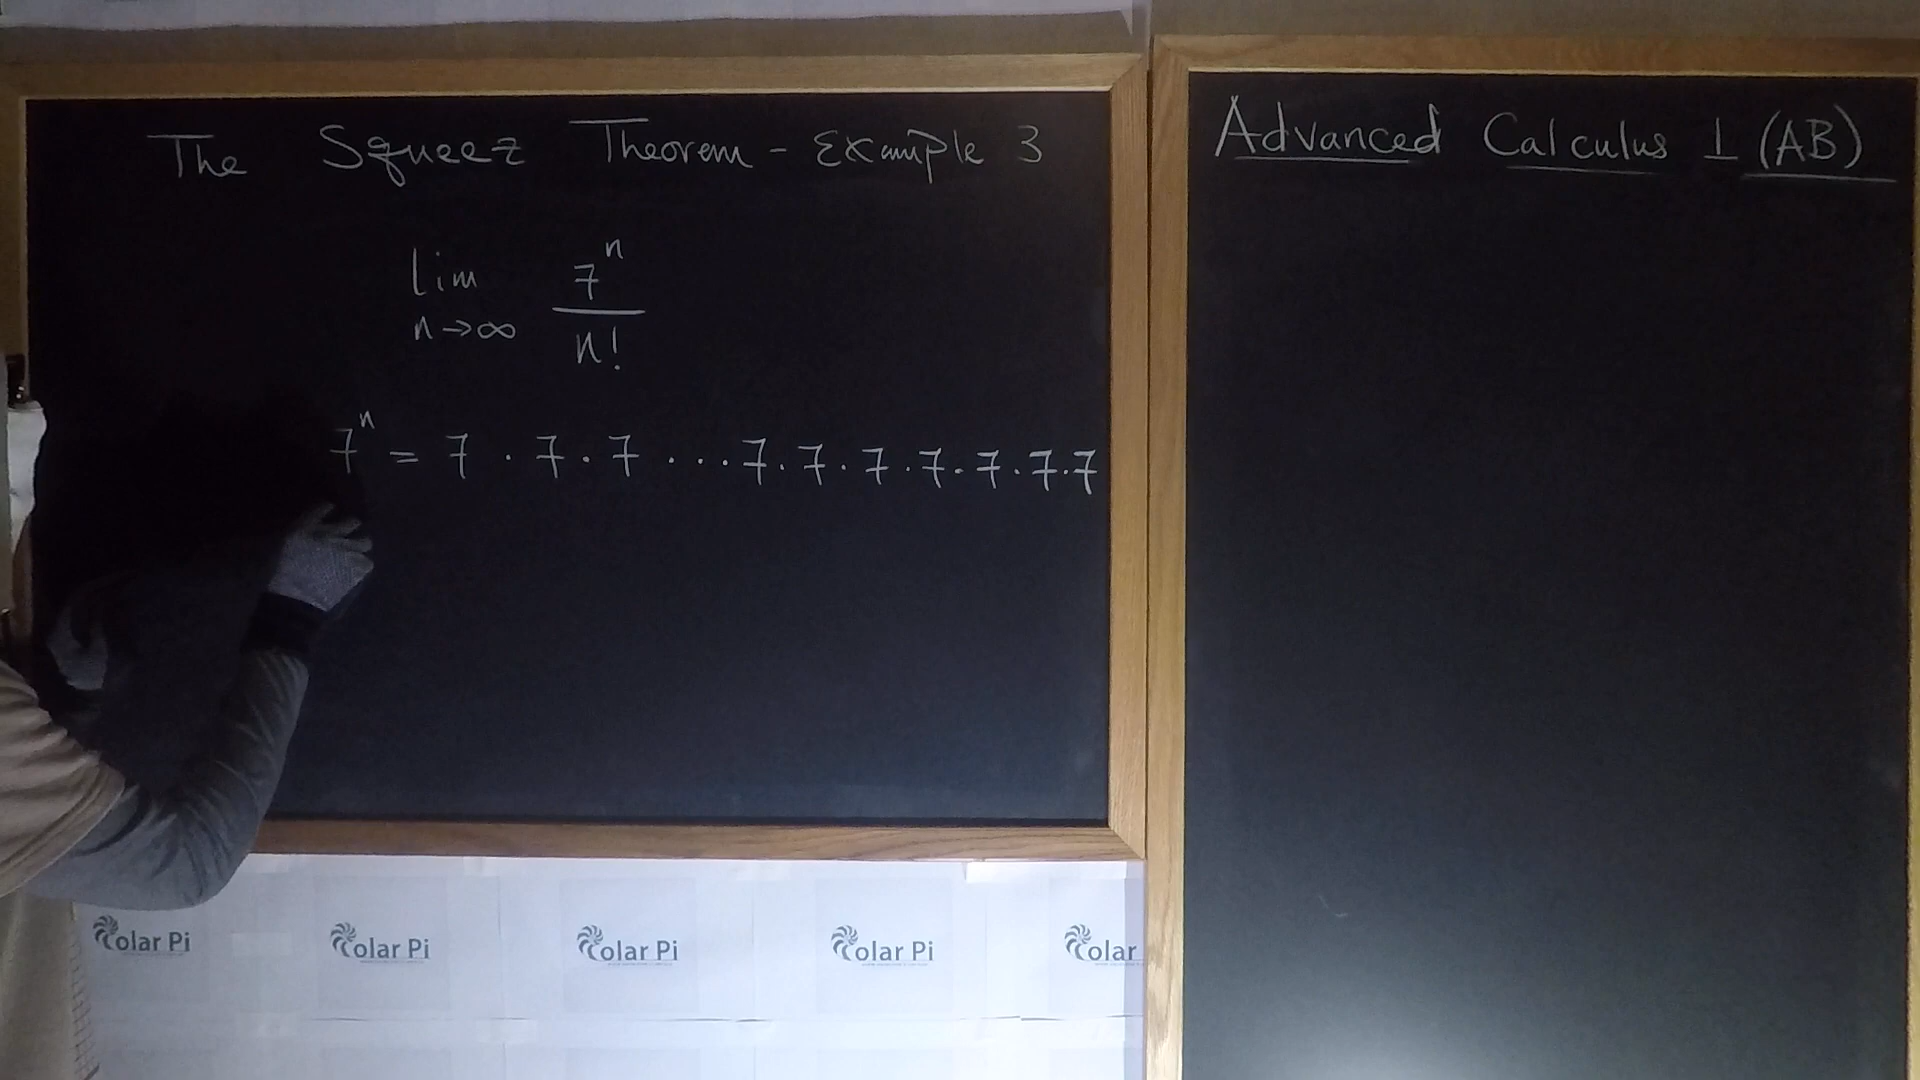 The Squeez Theorem - Example 3
lim n→∞ 7^n / n!
7^n = 7 · 7 · 7 ... 7 · 7 · 7 · 7 · 7 · 7 · 7
Advanced Calculus 1 (AB)
Colar Pi Colar Pi Colar Pi Colar Pi Colar